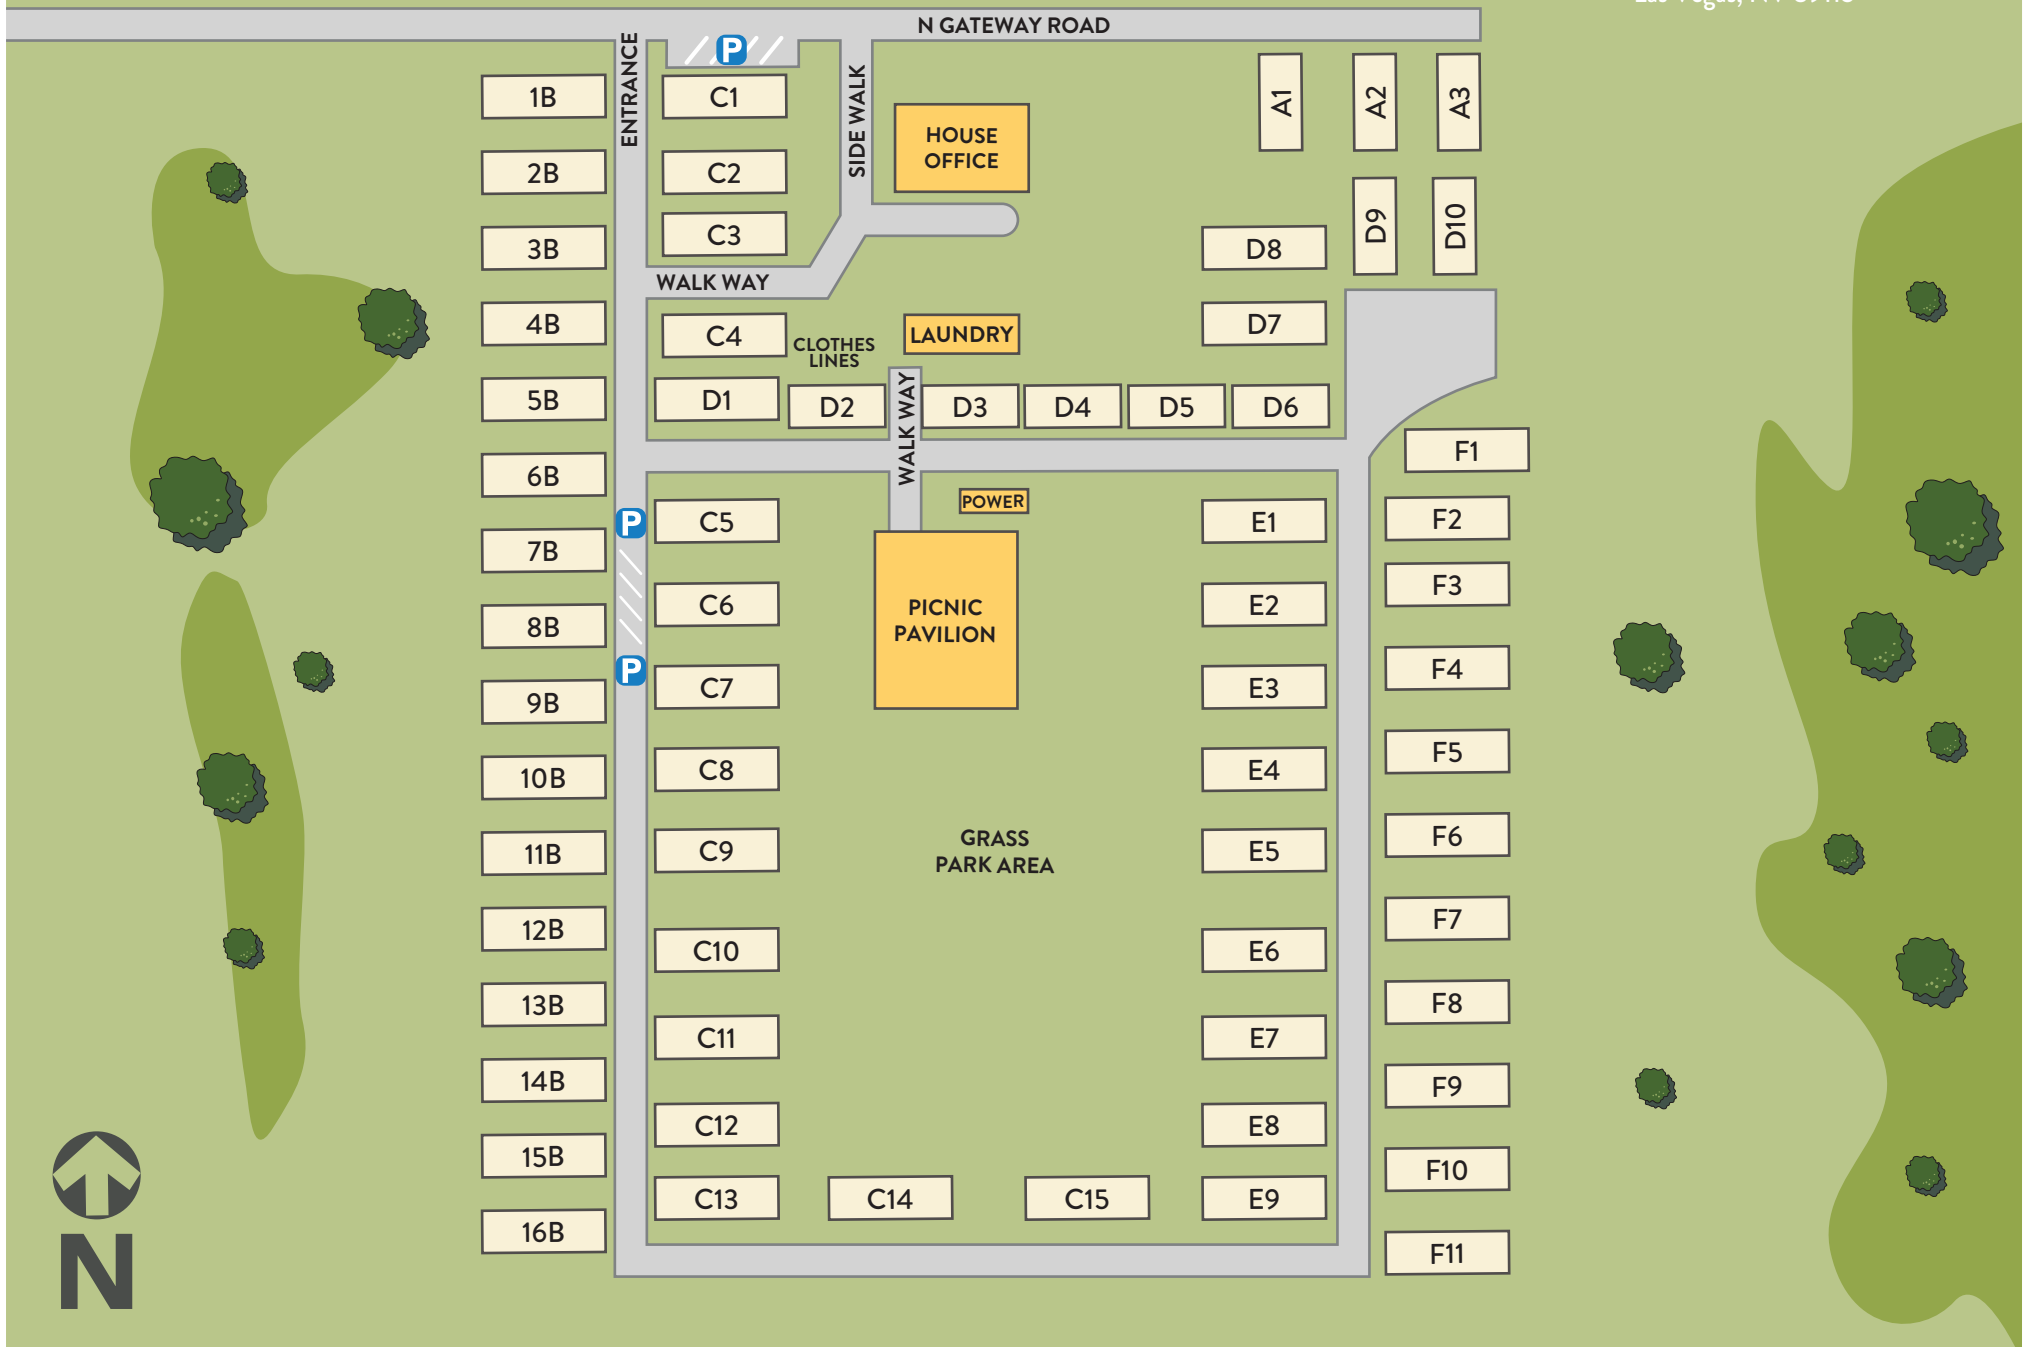 N GATEWAY ROAD
ENTRANCE
P
SIDE WALK
1B
2B
3B
4B
5B
6B
7B
8B
9B
10B
11B
12B
13B
14B
15B
16B
C1
C2
C3
WALK WAY
C4
HOUSE
OFFICE
CLOTHES
LINES
LAUNDRY
A1
A2
A3
D9
D10
D8
D7
D1
D2
WALK WAY
D3
D4
D5
D6
P
P
C5
C6
C7
C8
C9
C10
C11
C12
C13
C14
C15
POWER
PICNIC
PAVILION
GRASS
PARK AREA
E1
E2
E3
E4
E5
E6
E7
E8
E9
F1
F2
F3
F4
F5
F6
F7
F8
F9
F10
F11
N